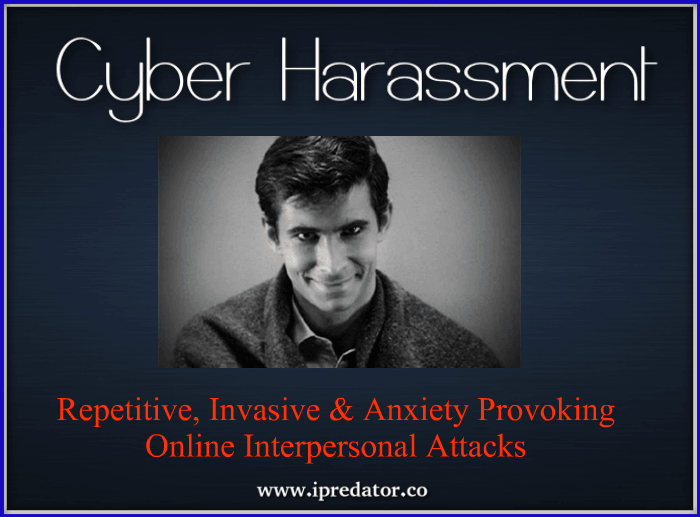 Cyber Harassment
Repetitive, Invasive & Anxiety Provoking
Online Interpersonal Attacks
www.ipredator.co